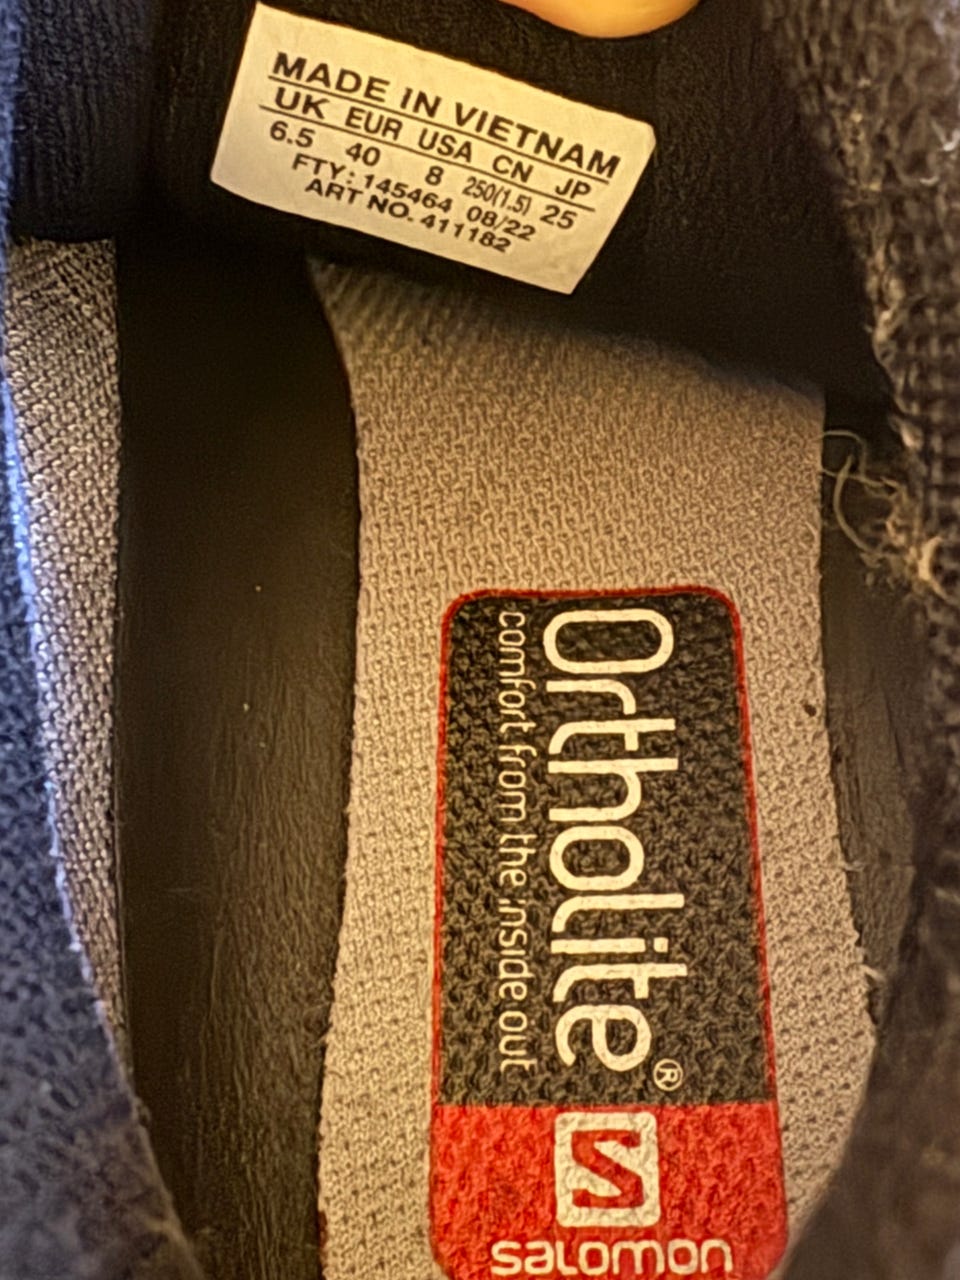 MADE IN VIETNAM
UK EUR USA CN JP
6.5 40 8 250(1.5) 25
FTY: 145464 08/22
ART NO. 411182
Ortholite®
comfort from the inside out
S
salomon